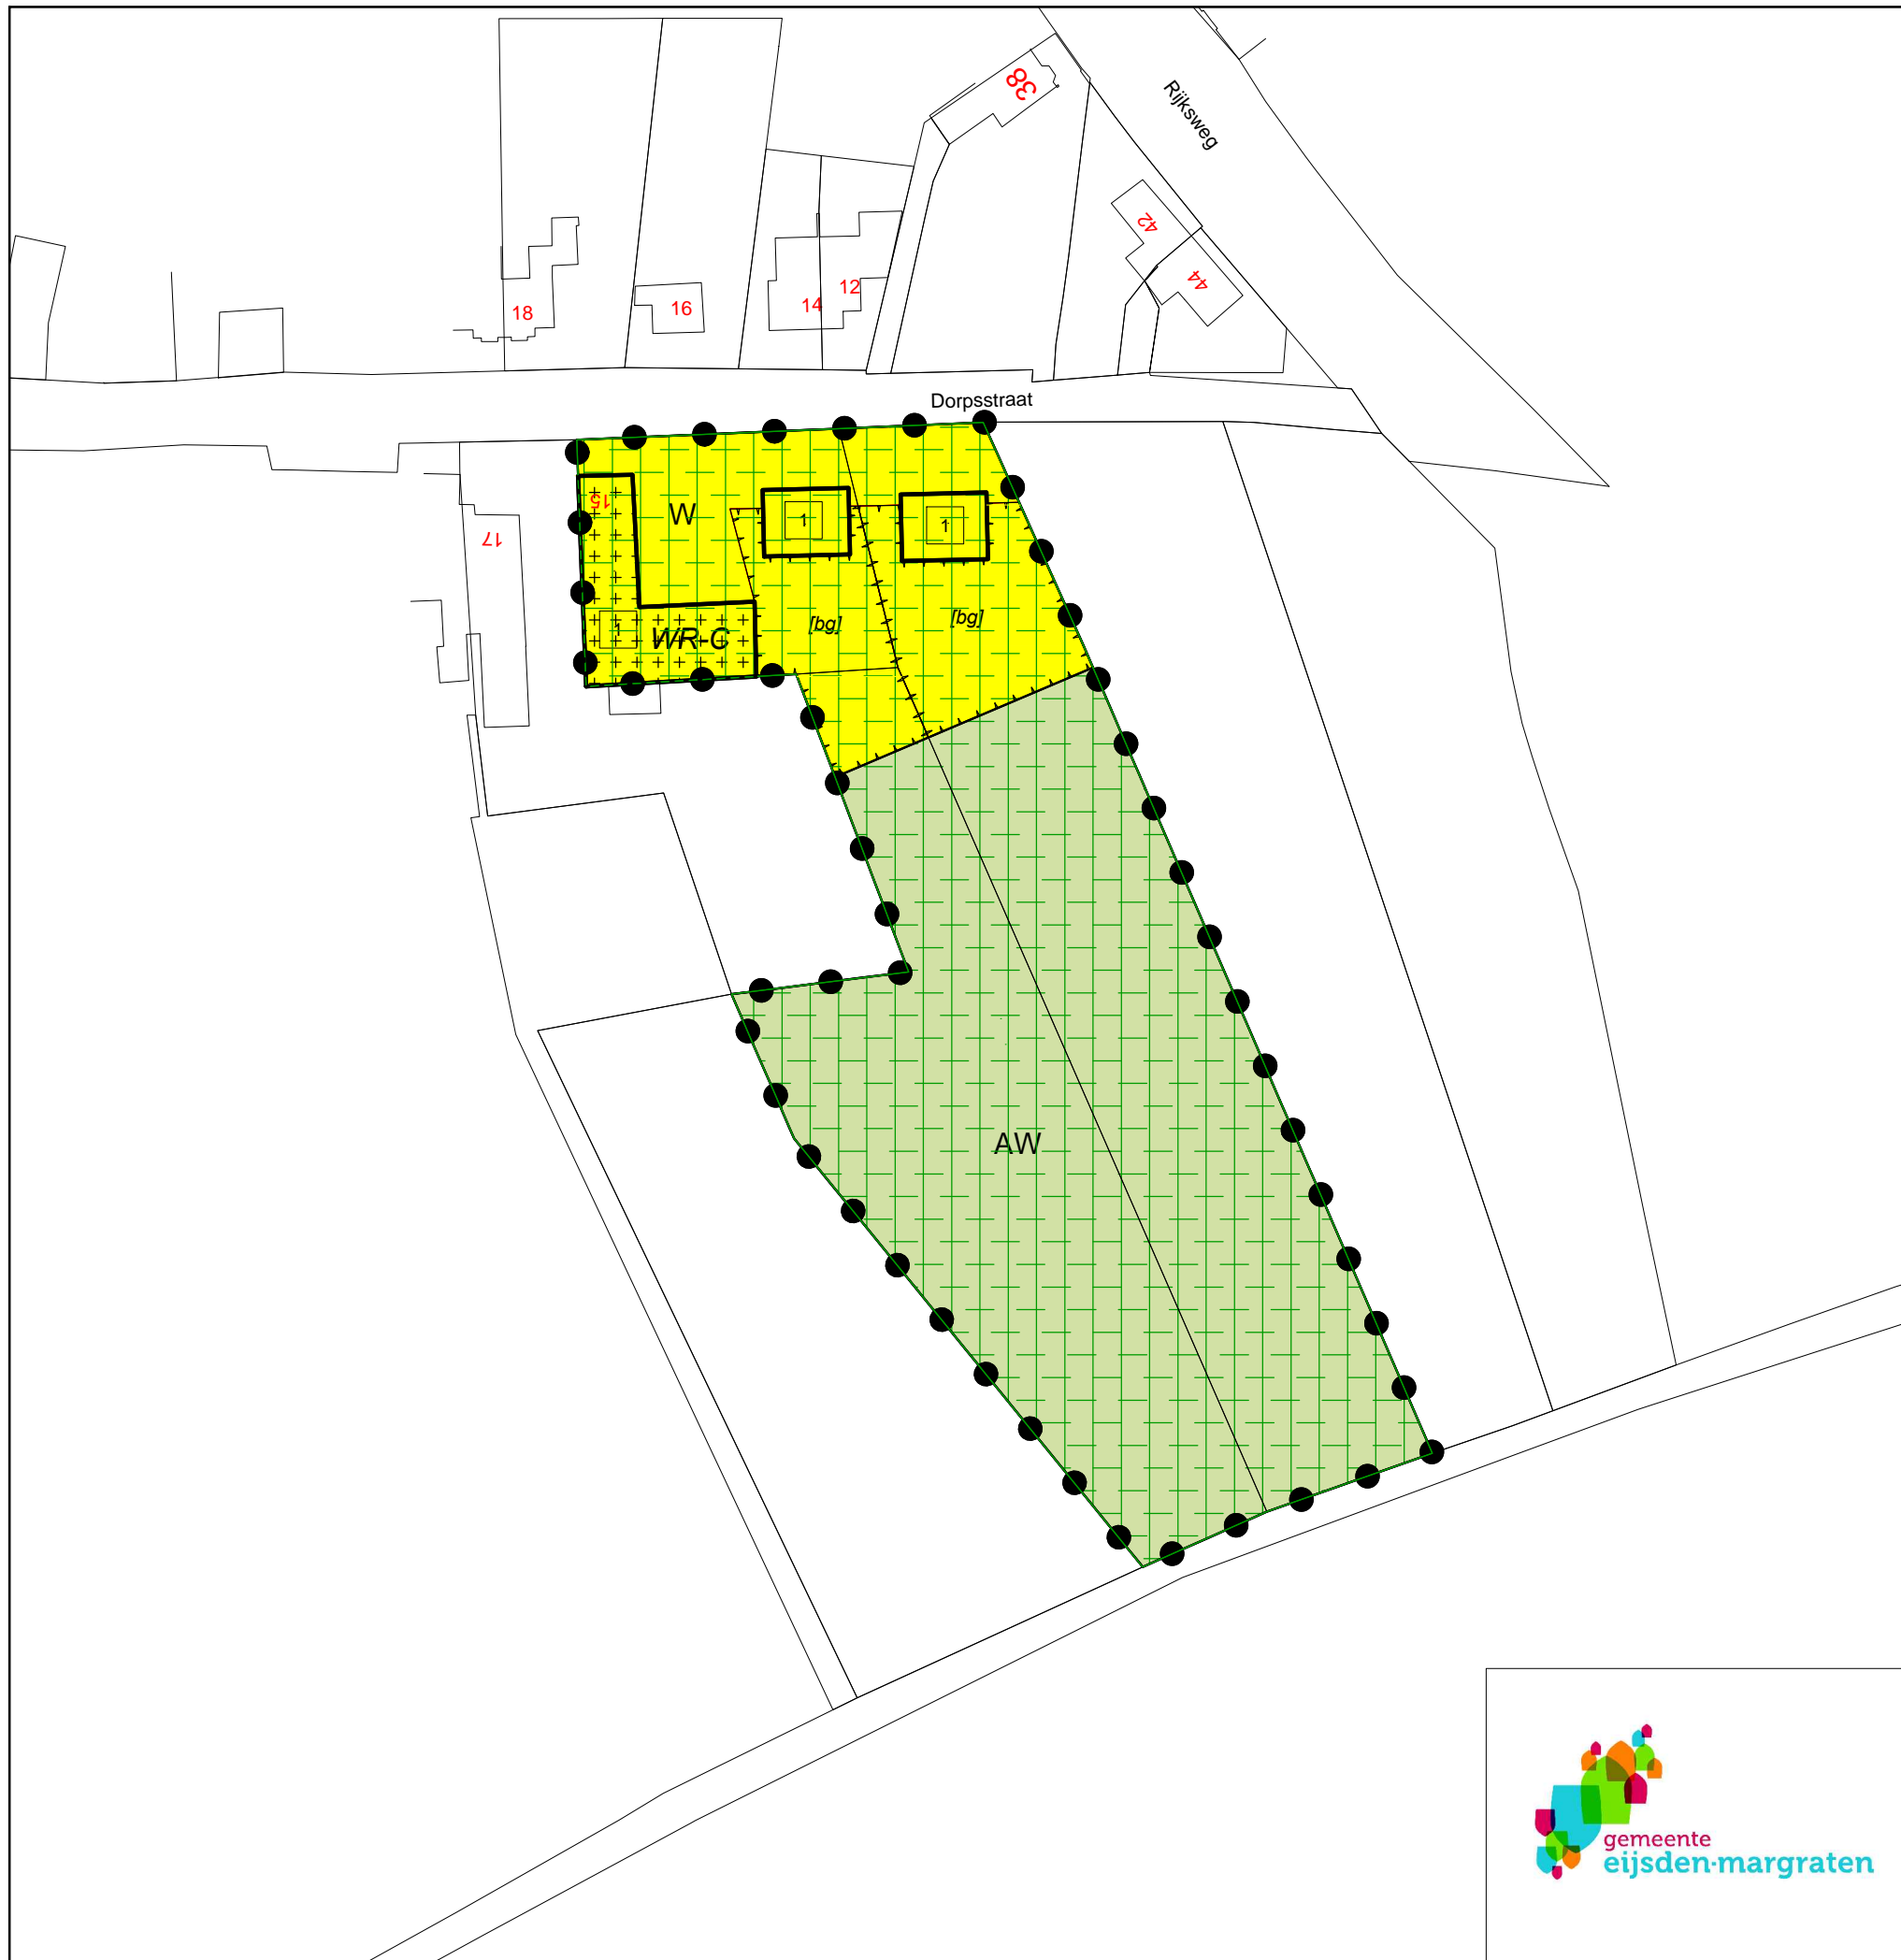 38
Rijksweg
42
44
12
14
16
18
Dorpsstraat
15
W
1
1
17
[bg]
[bg]
1
WR-C
AW
gemeente
eijsden-margraten